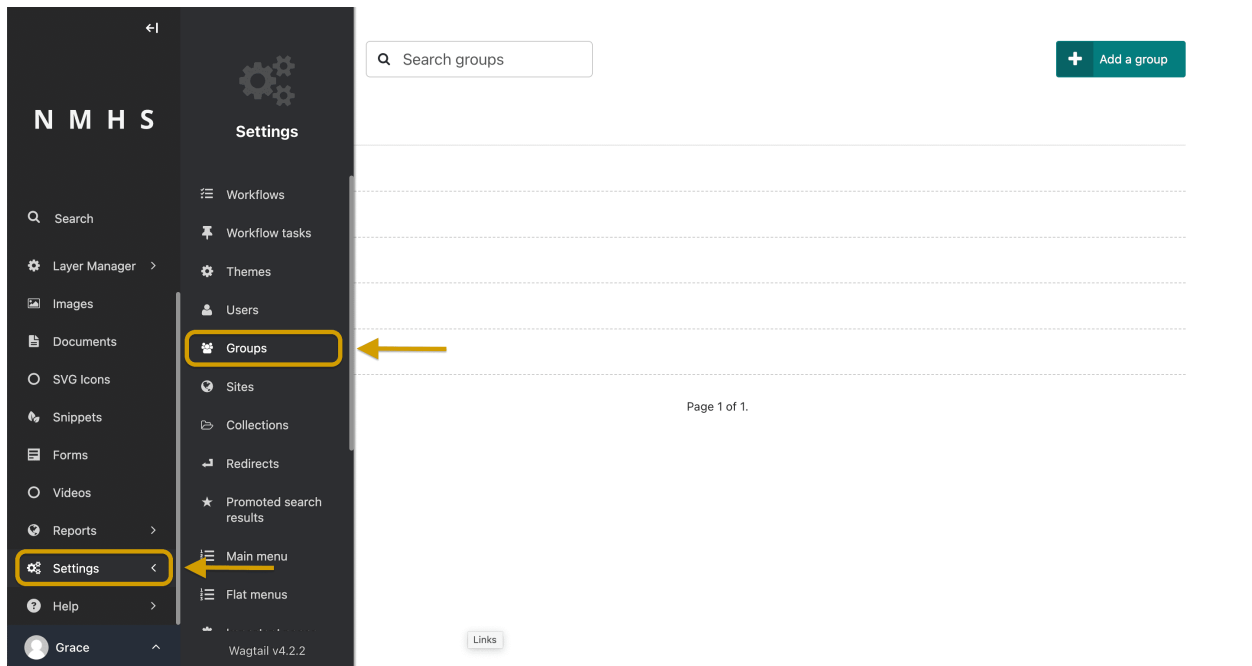 NMHS
Search
Layer Manager
Images
Documents
SVG Icons
Snippets
Forms
Videos
Reports
Settings
Help
Grace
Settings
Workflows
Workflow tasks
Themes
Users
Groups
Sites
Collections
Redirects
Promoted search
results
Main menu
Flat menus
Wagtail v4.2.2
Search groups
Add a group
Page 1 of 1.
Links